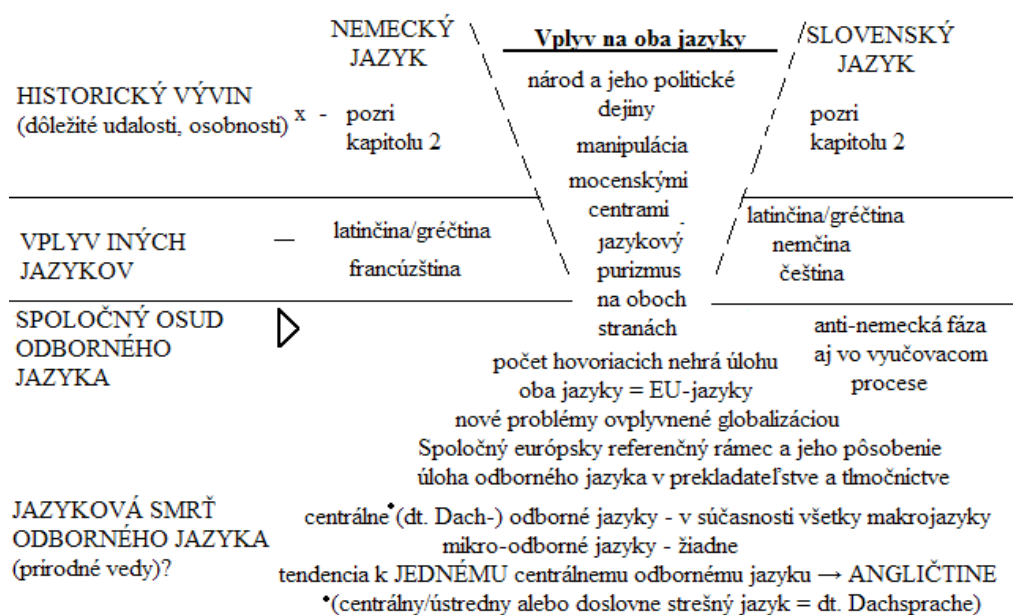 NEMECKÝ
JAZYK
Vplyv na oba jazyky
SLOVENSKÝ
JAZYK
HISTORICKÝ VÝVIN
(dôležité udalosti, osobnosti) x -
pozri
kapitolu 2
národ a jeho politické
dejiny
manipulácia
mocenskými
centrami
pozri
kapitolu 2
VPLYV INÝCH
JAZYKOV
—
latinčina/gréčtina
francúzština
jazykový
purizmus
na oboch
stranách
latinčina/gréčtina
nemčina
čeština
SPOLOČNÝ OSUD
ODBORNÉHO
JAZYKA
anti-nemecká fáza
aj vo vyučovacom
procese
počet hovoriacich nehrá úlohu
oba jazyky = EU-jazyky
nové problémy ovplyvnené globalizáciou
Spoločný európsky referenčný rámec a jeho pôsobenie
úloha odborného jazyka v prekladateľstve a tlmočníctve
JAZYKOVÁ SMRŤ
ODBORNÉHO JAZYKA
(prírodné vedy)?
centrálne• (dt. Dach-) odborné jazyky - v súčasnosti všetky makrojazyky
mikro-odborné jazyky - žiadne
tendencia k JEDNÉMU centrálnemu odbornému jazyku → ANGLIČTINE
•(centrálny/ústredny alebo doslovne strešný jazyk = dt. Dachsprache)